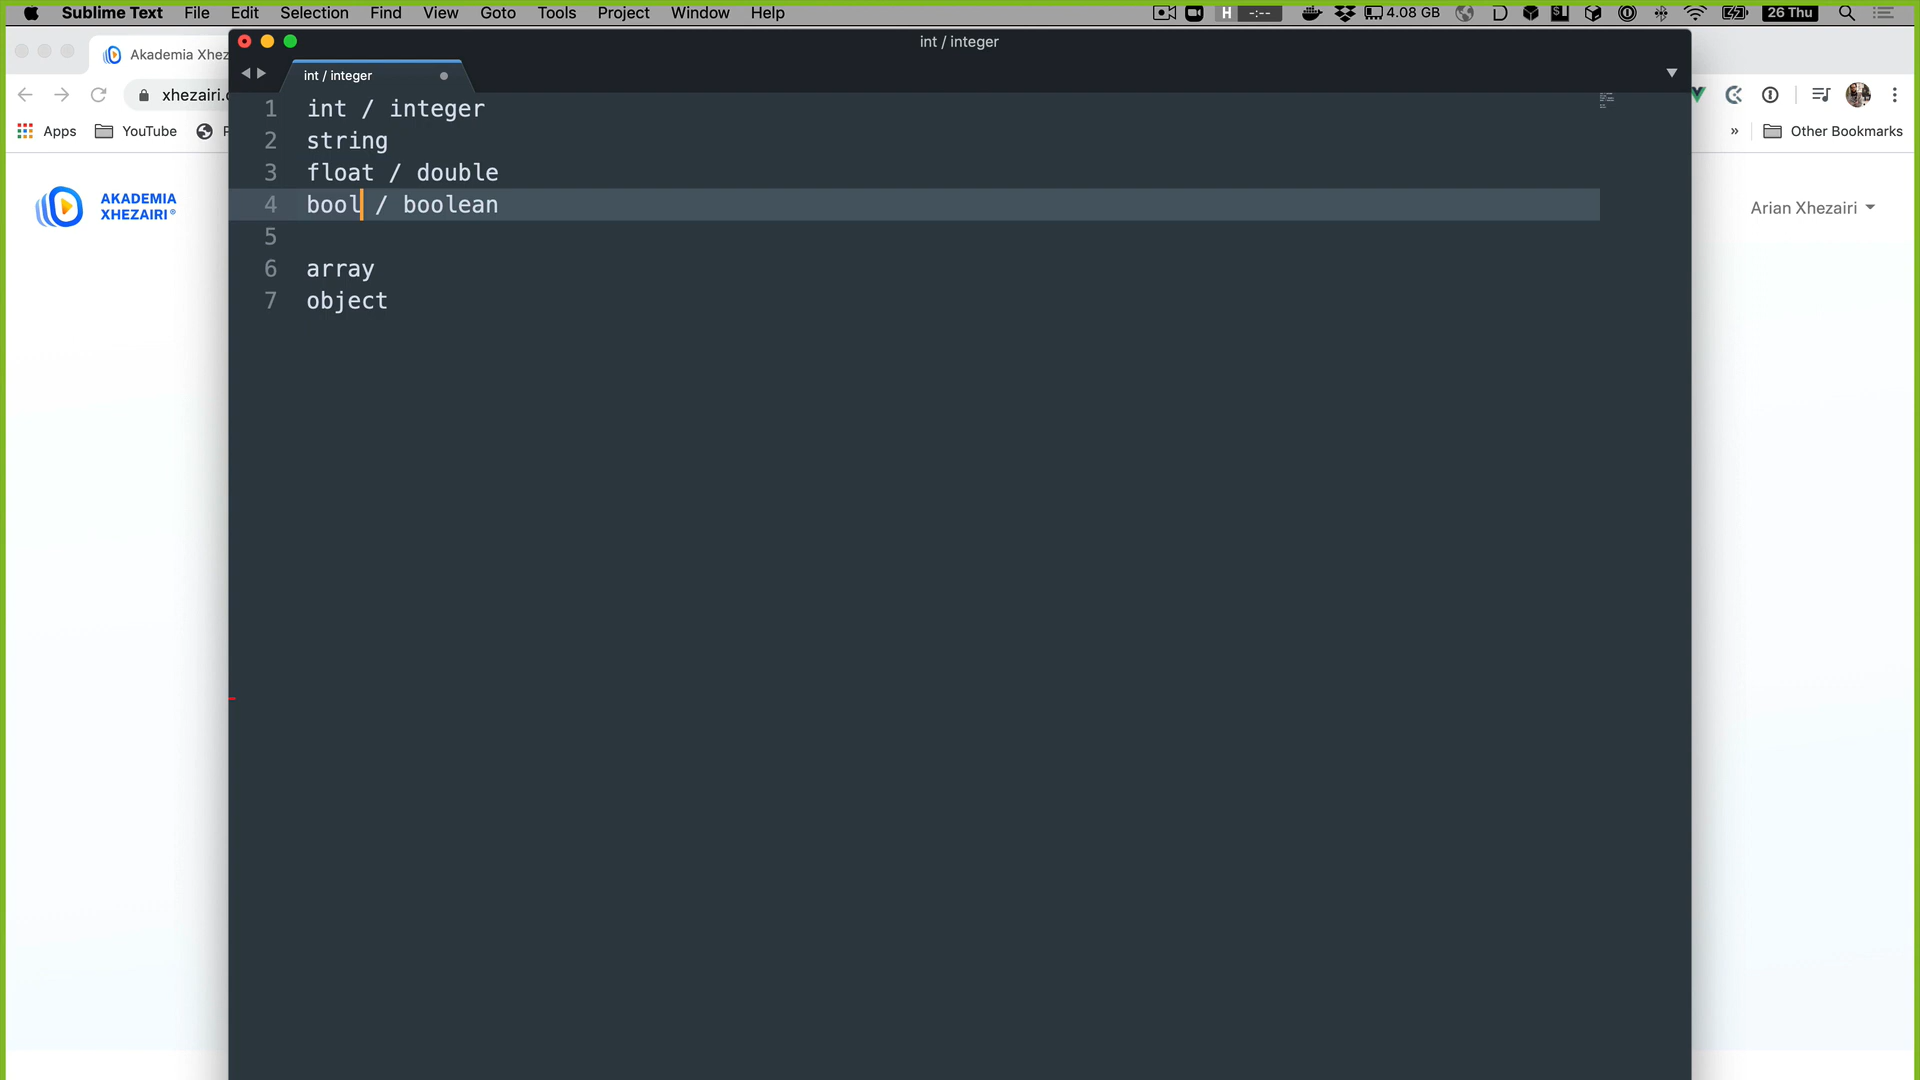 Sublime Text File Edit Selection Find View Goto Tools Project Window Help H -:-- 4.08 GB 26 Thu
int / integer
Akademia Xhez
int / integer
xhezairi.
Apps YouTube » Other Bookmarks
AKADEMIA
XHEZAIRI®
Arian Xhezairi
1 int / integer
2 string
3 float / double
4 bool / boolean
5
6 array
7 object